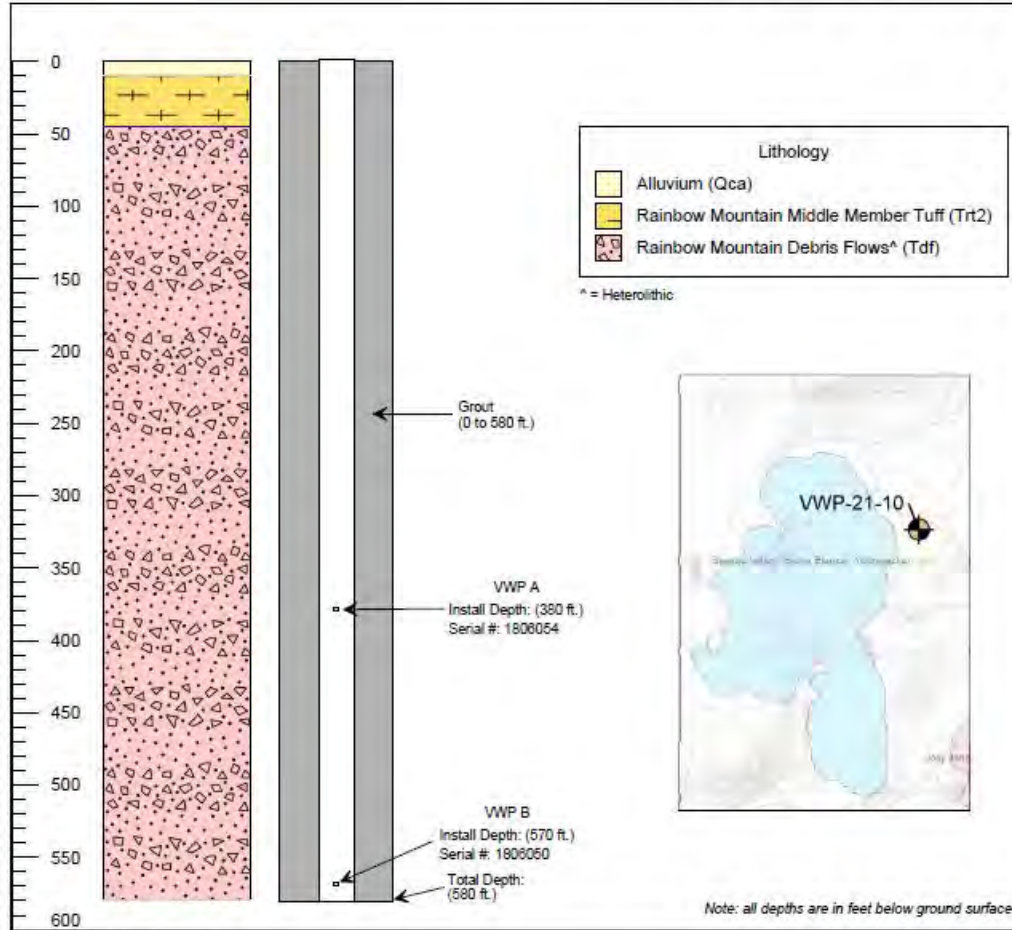 0
50
100
150
200
250
300
350
400
450
500
550
600
Grout
(0 to 580 ft.)
VWP A
Install Depth: (380 ft.)
Serial #: 1806054
VWP B
Install Depth: (570 ft.)
Serial #: 1806050
Total Depth:
(580 ft.)
Lithology
Alluvium (Qca)
Rainbow Mountain Middle Member Tuff (Trt2)
Rainbow Mountain Debris Flows^ (Tdf)
^ = Heterolithic
VWP-21-10
Note: all depths are in feet below ground surface